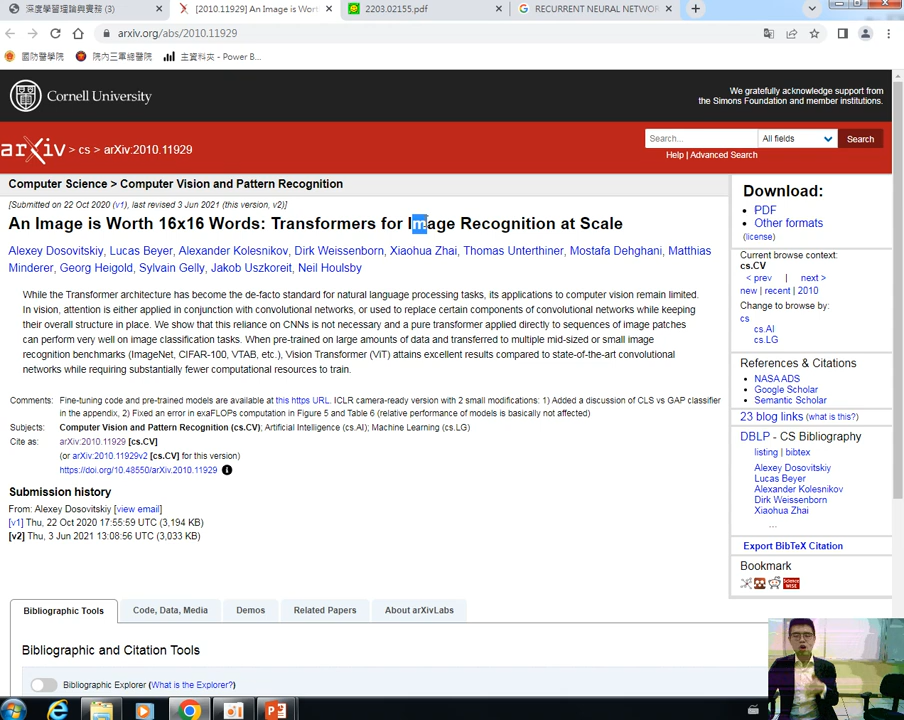 深度學習理論與實務 (3)
[2010.11929] An Image is Wort
2203.02155.pdf
RECURRENT NEURAL NETWOR
arxiv.org/abs/2010.11929
國防醫學院
院內三軍總醫院
主資料夾 - Power B...
Cornell University
We gratefully acknowledge support from
the Simons Foundation and member institutions.
arXiv > cs > arXiv:2010.11929
Search...
All fields
Search
Help | Advanced Search
Computer Science > Computer Vision and Pattern Recognition
[Submitted on 22 Oct 2020 (v1), last revised 3 Jun 2021 (this version, v2)]
An Image is Worth 16x16 Words: Transformers for Image Recognition at Scale
Alexey Dosovitskiy, Lucas Beyer, Alexander Kolesnikov, Dirk Weissenborn, Xiaohua Zhai, Thomas Unterthiner, Mostafa Dehghani, Matthias
Minderer, Georg Heigold, Sylvain Gelly, Jakob Uszkoreit, Neil Houlsby
While the Transformer architecture has become the de-facto standard for natural language processing tasks, its applications to computer vision remain limited.
In vision, attention is either applied in conjunction with convolutional networks, or used to replace certain components of convolutional networks while keeping
their overall structure in place. We show that this reliance on CNNs is not necessary and a pure transformer applied directly to sequences of image patches
can perform very well on image classification tasks. When pre-trained on large amounts of data and transferred to multiple mid-sized or small image
recognition benchmarks (ImageNet, CIFAR-100, VTAB, etc.), Vision Transformer (ViT) attains excellent results compared to state-of-the-art convolutional
networks while requiring substantially fewer computational resources to train.
Comments: Fine-tuning code and pre-trained models are available at this https URL. ICLR camera-ready version with 2 small modifications: 1) Added a discussion of CLS vs GAP classifier
in the appendix, 2) Fixed an error in exaFLOPs computation in Figure 5 and Table 6 (relative performance of models is basically not affected)
Subjects: Computer Vision and Pattern Recognition (cs.CV); Artificial Intelligence (cs.AI); Machine Learning (cs.LG)
Cite as: arXiv:2010.11929 [cs.CV]
(or arXiv:2010.11929v2 [cs.CV] for this version)
https://doi.org/10.48550/arXiv.2010.11929
Submission history
From: Alexey Dosovitskiy [view email]
[v1] Thu, 22 Oct 2020 17:55:59 UTC (3,194 KB)
[v2] Thu, 3 Jun 2021 13:08:56 UTC (3,033 KB)
Bibliographic Tools
Code, Data, Media
Demos
Related Papers
About arXivLabs
Bibliographic and Citation Tools
Bibliographic Explorer (What is the Explorer?)
Download:
PDF
Other formats
(license)
Current browse context:
cs.CV
< prev | next >
new | recent | 2010
Change to browse by:
cs
cs.AI
cs.LG
References & Citations
NASA ADS
Google Scholar
Semantic Scholar
23 blog links (what is this?)
DBLP - CS Bibliography
listing | bibtex
Alexey Dosovitskiy
Lucas Beyer
Alexander Kolesnikov
Dirk Weissenborn
Xiaohua Zhai
...
Export BibTeX Citation
Bookmark